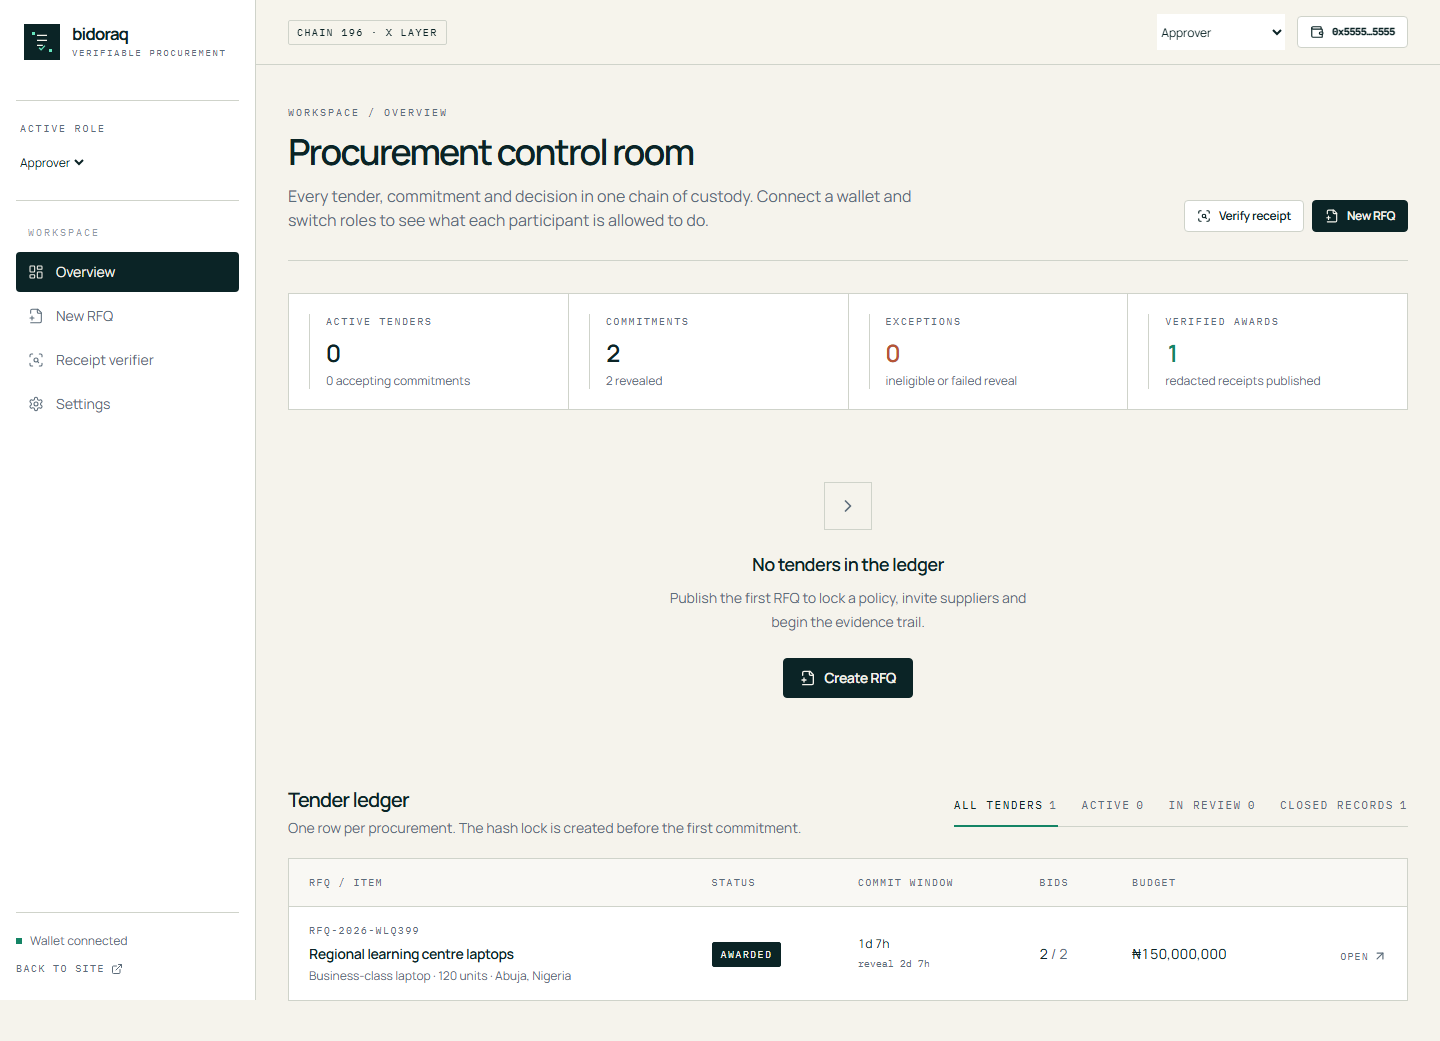 bidoraq
VERIFIABLE PROCUREMENT
ACTIVE ROLE
Approver
WORKSPACE
Overview
New RFQ
Receipt verifier
Settings
Wallet connected
BACK TO SITE
CHAIN 196 · X LAYER
Approver
0x5555…5555
WORKSPACE / OVERVIEW
Procurement control room
Every tender, commitment and decision in one chain of custody. Connect a wallet and
switch roles to see what each participant is allowed to do.
Verify receipt
New RFQ
ACTIVE TENDERS
0
0 accepting commitments
COMMITMENTS
2
2 revealed
EXCEPTIONS
0
ineligible or failed reveal
VERIFIED AWARDS
1
redacted receipts published
No tenders in the ledger
Publish the first RFQ to lock a policy, invite suppliers and
begin the evidence trail.
Create RFQ
Tender ledger
One row per procurement. The hash lock is created before the first commitment.
ALL TENDERS 1
ACTIVE 0
IN REVIEW 0
CLOSED RECORDS 1
RFQ / ITEM
STATUS
COMMIT WINDOW
BIDS
BUDGET
RFQ-2026-WLQ399
Regional learning centre laptops
Business-class laptop · 120 units · Abuja, Nigeria
AWARDED
1d 7h
reveal 2d 7h
2 / 2
₦150,000,000
OPEN